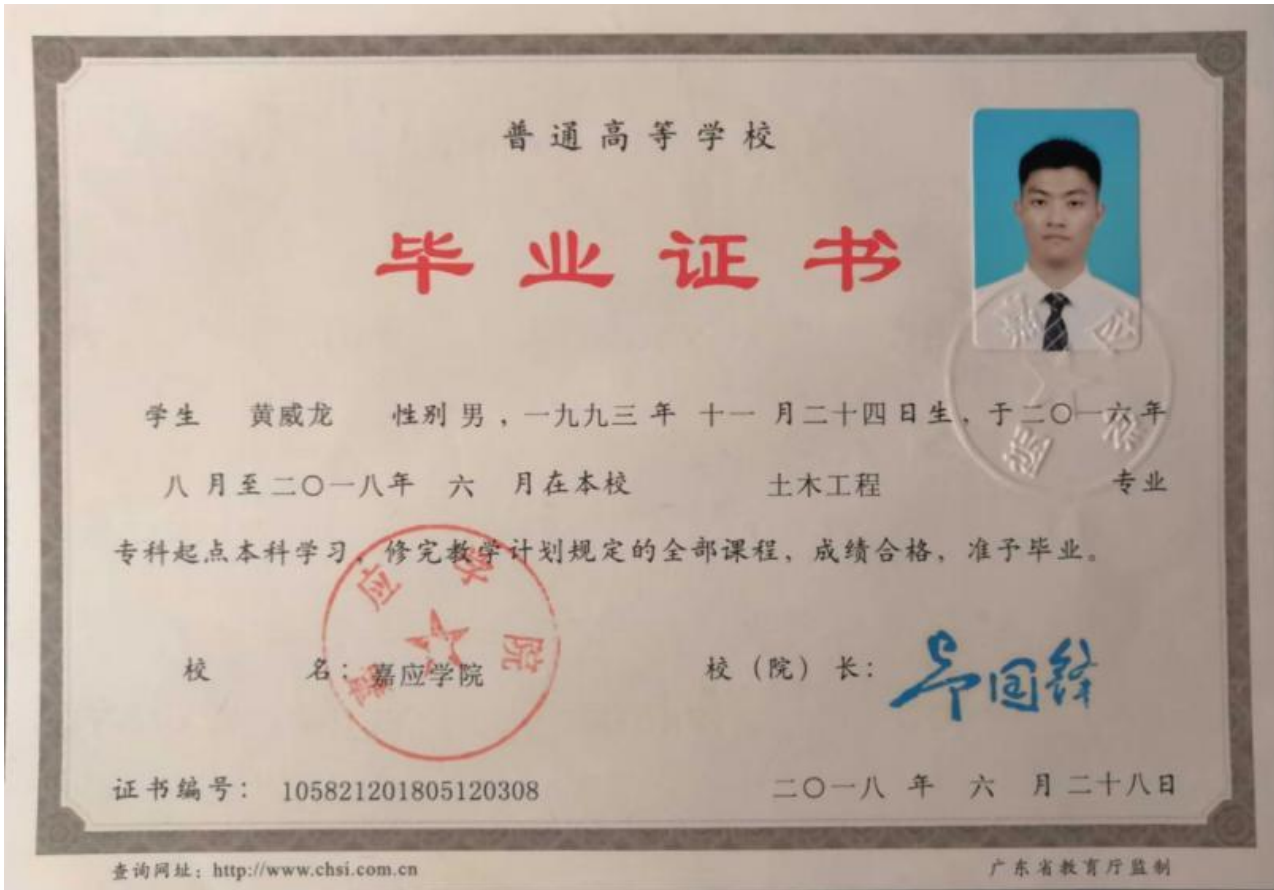 普通高等学校
毕业证书
学生 黄威龙 性别 男，一九九三 年 十一 月二十四日生，于二〇一六年
八 月至二〇一八年 六 月在本校 土木工程 专业
专科起点本科学习，修完教学计划规定的全部课程，成绩合格，准予毕业。
校 名：嘉应学院
嘉应学院
校（院）长：
证书编号： 105821201805120308
二〇一八 年 六 月二十八日
查询网址：http://www.chsi.com.cn
广东省教育厅监制